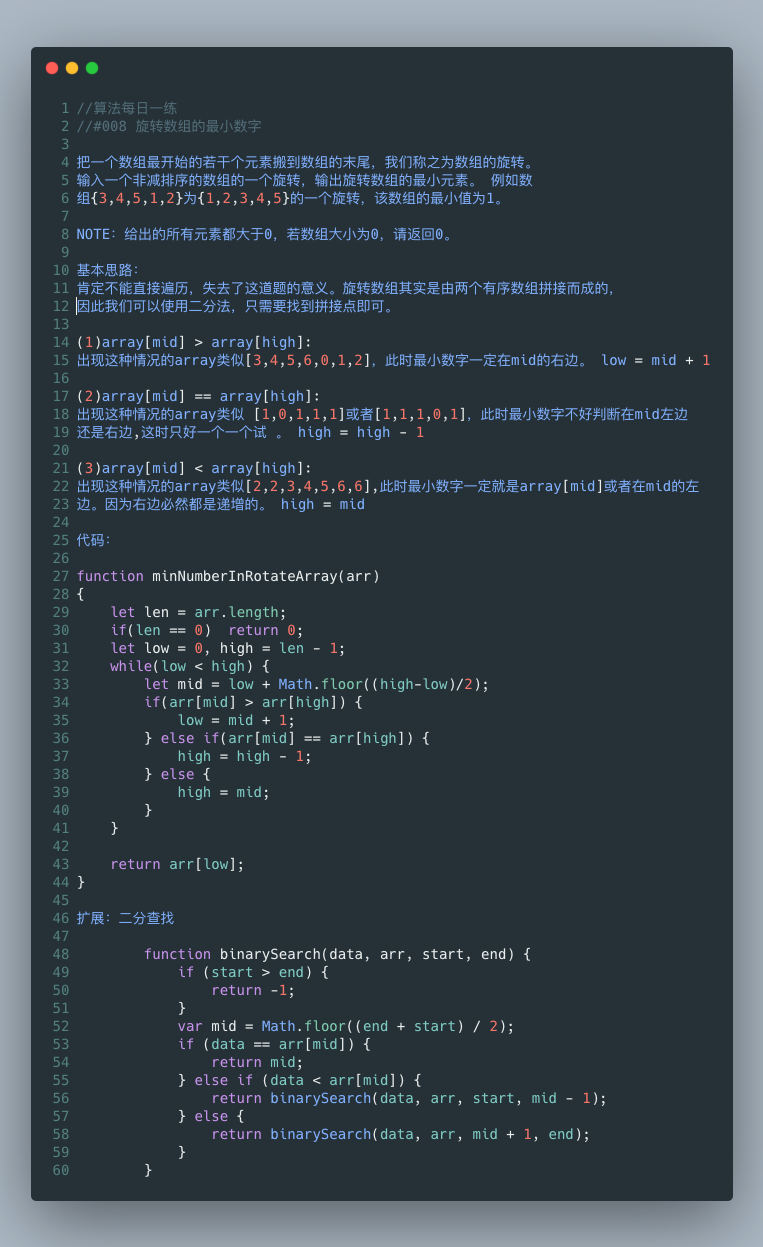 1 //算法每日一练
2 //#008 旋转数组的最小数字
3
4 把一个数组最开始的若干个元素搬到数组的末尾，我们称之为数组的旋转。
5 输入一个非减排序的数组的一个旋转，输出旋转数组的最小元素。 例如数
6 组{3,4,5,1,2}为{1,2,3,4,5}的一个旋转，该数组的最小值为1。
7
8 NOTE：给出的所有元素都大于0，若数组大小为0，请返回0。
9
10 基本思路：
11 肯定不能直接遍历，失去了这道题的意义。旋转数组其实是由两个有序数组拼接而成的，
12 因此我们可以使用二分法，只需要找到拼接点即可。
13
14 (1)array[mid] > array[high]:
15 出现这种情况的array类似[3,4,5,6,0,1,2]，此时最小数字一定在mid的右边。 low = mid + 1
16
17 (2)array[mid] == array[high]:
18 出现这种情况的array类似 [1,0,1,1,1]或者[1,1,1,0,1]，此时最小数字不好判断在mid左边
19 还是右边,这时只好一个一个试 。 high = high - 1
20
21 (3)array[mid] < array[high]:
22 出现这种情况的array类似[2,2,3,4,5,6,6],此时最小数字一定就是array[mid]或者在mid的左
23 边。因为右边必然都是递增的。 high = mid
24
25 代码：
26
27 function minNumberInRotateArray(arr)
28 {
29     let len = arr.length;
30     if(len == 0)  return 0;
31     let low = 0, high = len - 1;
32     while(low < high) {
33         let mid = low + Math.floor((high-low)/2);
34         if(arr[mid] > arr[high]) {
35             low = mid + 1;
36         } else if(arr[mid] == arr[high]) {
37             high = high - 1;
38         } else {
39             high = mid;
40         }
41     }
42
43     return arr[low];
44 }
45
46 扩展：二分查找
47
48         function binarySearch(data, arr, start, end) {
49             if (start > end) {
50                 return -1;
51             }
52             var mid = Math.floor((end + start) / 2);
53             if (data == arr[mid]) {
54                 return mid;
55             } else if (data < arr[mid]) {
56                 return binarySearch(data, arr, start, mid - 1);
57             } else {
58                 return binarySearch(data, arr, mid + 1, end);
59             }
60         }